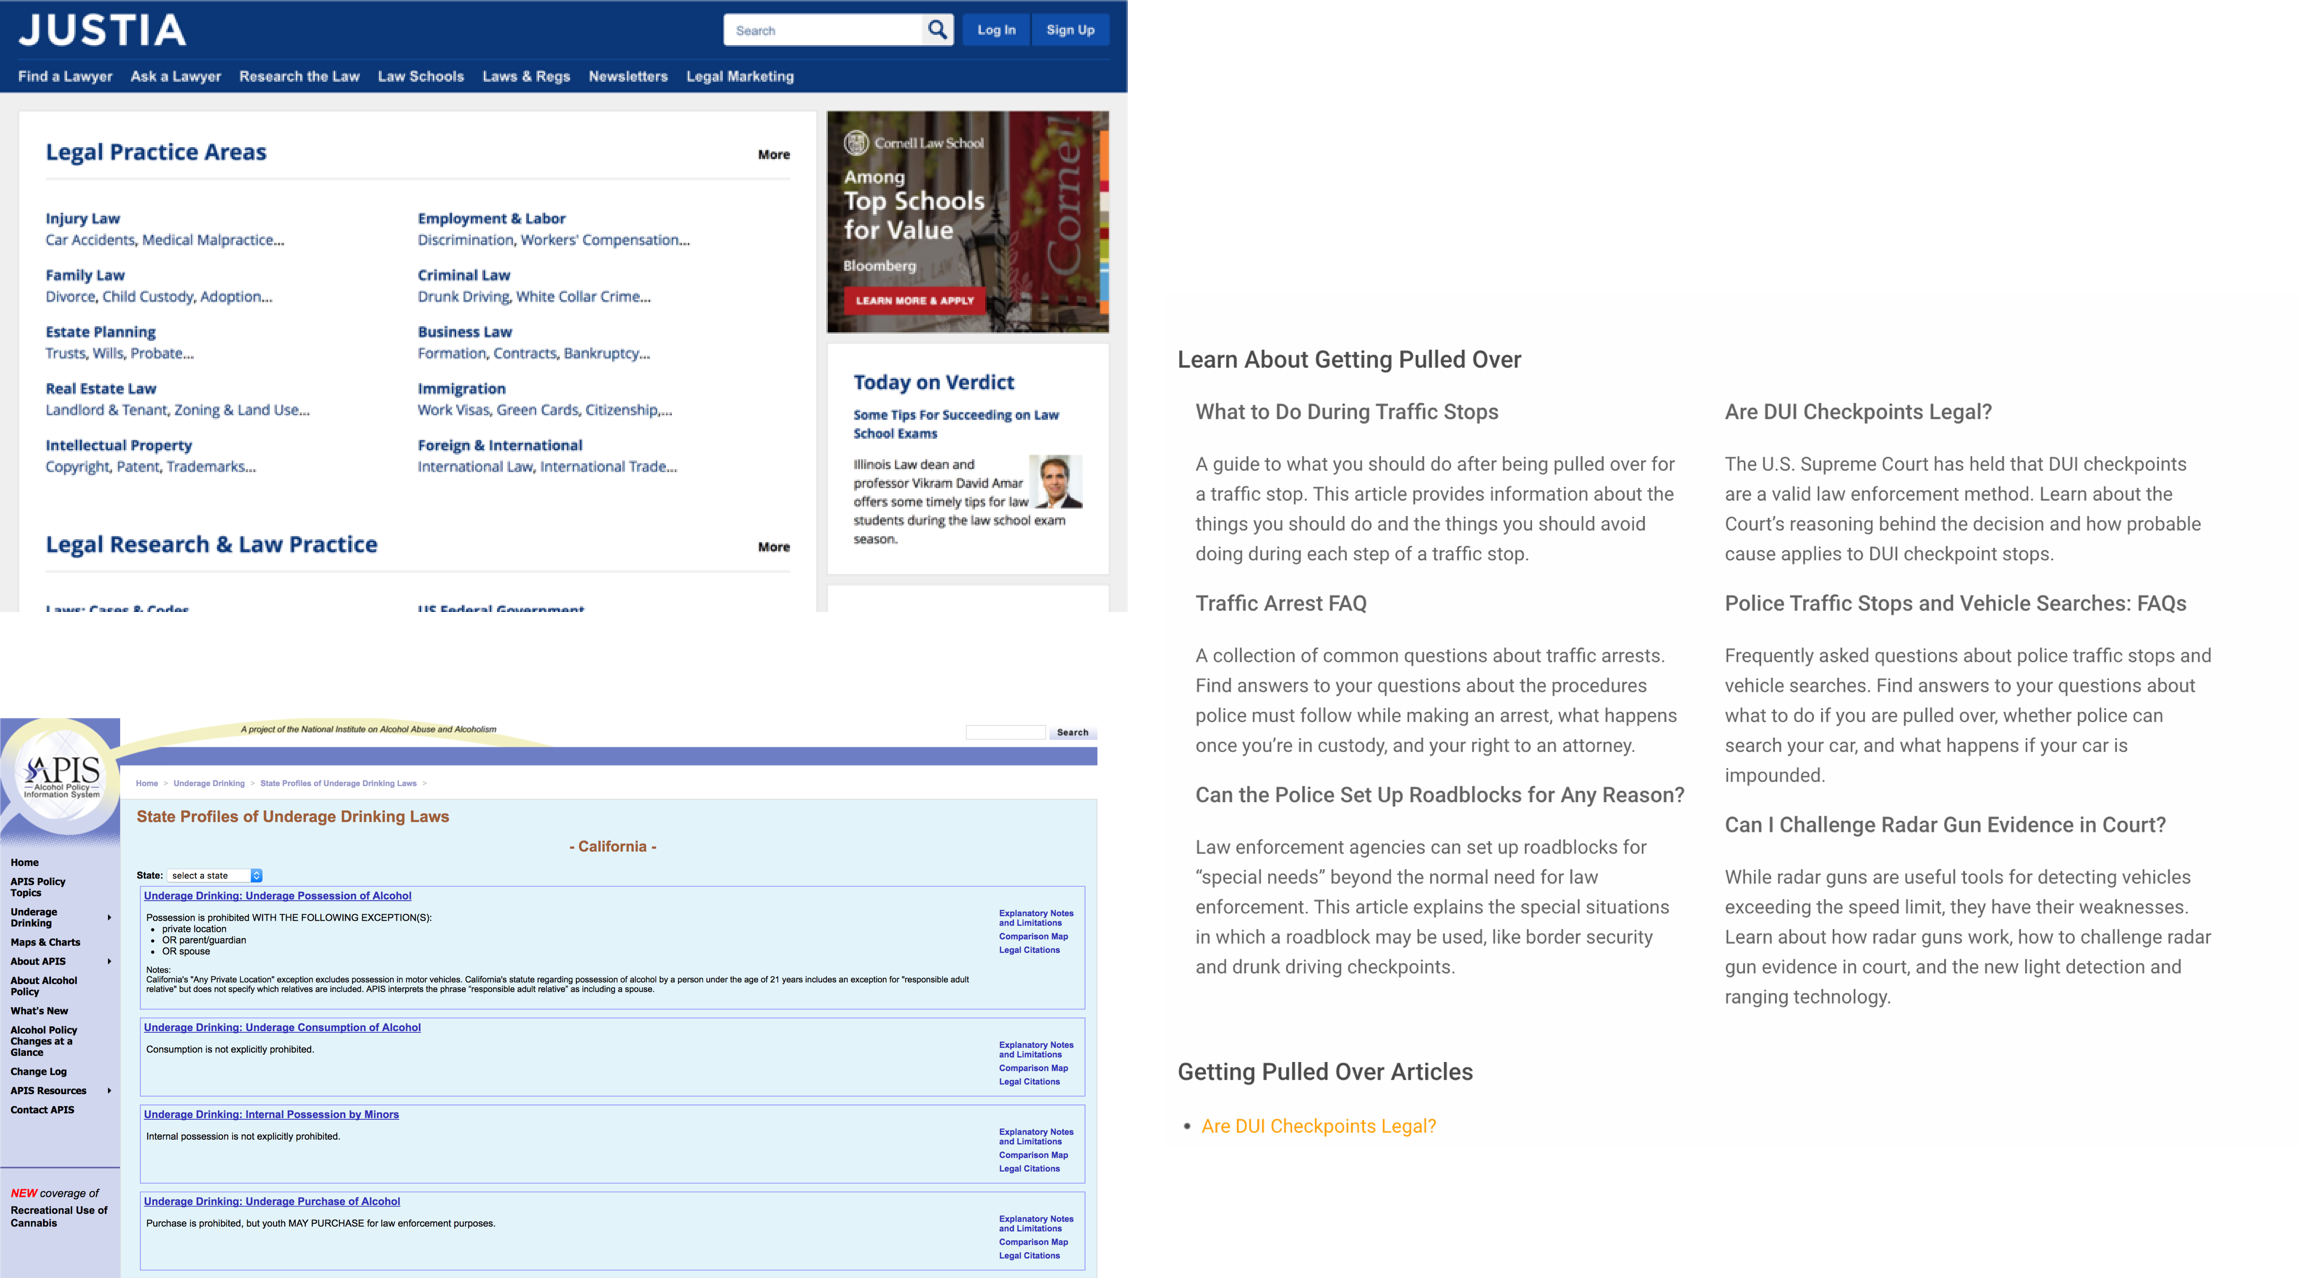 JUSTIA
Search
Log In
Sign Up
Find a Lawyer
Ask a Lawyer
Research the Law
Law Schools
Laws & Regs
Newsletters
Legal Marketing
Legal Practice Areas
More
Injury Law
Car Accidents, Medical Malpractice...
Family Law
Divorce, Child Custody, Adoption...
Estate Planning
Trusts, Wills, Probate...
Real Estate Law
Landlord & Tenant, Zoning & Land Use...
Intellectual Property
Copyright, Patent, Trademarks...
Employment & Labor
Discrimination, Workers' Compensation...
Criminal Law
Drunk Driving, White Collar Crime...
Business Law
Formation, Contracts, Bankruptcy...
Immigration
Work Visas, Green Cards, Citizenship,...
Foreign & International
International Law, International Trade...
Legal Research & Law Practice
More
Laws: Cases & Codes
US Federal Government
Cornell Law School
Among
Top Schools
for Value
Bloomberg
LEARN MORE & APPLY
Cornell
Today on Verdict
Some Tips For Succeeding on Law
School Exams
Illinois Law dean and
professor Vikram David Amar
offers some timely tips for law
students during the law school exam
season.
A project of the National Institute on Alcohol Abuse and Alcoholism
Search
APIS
Alcohol Policy
Information System
Home > Underage Drinking > State Profiles of Underage Drinking Laws >
Home
APIS Policy
Topics
Underage
Drinking
Maps & Charts
About APIS
About Alcohol
Policy
What's New
Alcohol Policy
Changes at a
Glance
Change Log
APIS Resources
Contact APIS
NEW coverage of
Recreational Use of
Cannabis
State Profiles of Underage Drinking Laws
- California -
State: select a state
Underage Drinking: Underage Possession of Alcohol
Possession is prohibited WITH THE FOLLOWING EXCEPTION(S):
• private location
• OR parent/guardian
• OR spouse
Notes:
California's "Any Private Location" exception excludes possession in motor vehicles. California's statute regarding possession of alcohol by a person under the age of 21 years includes an exception for "responsible adult
relative" but does not specify which relatives are included. APIS interprets the phrase "responsible adult relative" as including a spouse.
Explanatory Notes
and Limitations
Comparison Map
Legal Citations
Underage Drinking: Underage Consumption of Alcohol
Consumption is not explicitly prohibited.
Explanatory Notes
and Limitations
Comparison Map
Legal Citations
Underage Drinking: Internal Possession by Minors
Internal possession is not explicitly prohibited.
Explanatory Notes
and Limitations
Comparison Map
Legal Citations
Underage Drinking: Underage Purchase of Alcohol
Purchase is prohibited, but youth MAY PURCHASE for law enforcement purposes.
Explanatory Notes
and Limitations
Comparison Map
Legal Citations
Learn About Getting Pulled Over
What to Do During Traffic Stops
A guide to what you should do after being pulled over for
a traffic stop. This article provides information about the
things you should do and the things you should avoid
doing during each step of a traffic stop.
Traffic Arrest FAQ
A collection of common questions about traffic arrests.
Find answers to your questions about the procedures
police must follow while making an arrest, what happens
once you’re in custody, and your right to an attorney.
Can the Police Set Up Roadblocks for Any Reason?
Law enforcement agencies can set up roadblocks for
“special needs” beyond the normal need for law
enforcement. This article explains the special situations
in which a roadblock may be used, like border security
and drunk driving checkpoints.
Are DUI Checkpoints Legal?
The U.S. Supreme Court has held that DUI checkpoints
are a valid law enforcement method. Learn about the
Court’s reasoning behind the decision and how probable
cause applies to DUI checkpoint stops.
Police Traffic Stops and Vehicle Searches: FAQs
Frequently asked questions about police traffic stops and
vehicle searches. Find answers to your questions about
what to do if you are pulled over, whether police can
search your car, and what happens if your car is
impounded.
Can I Challenge Radar Gun Evidence in Court?
While radar guns are useful tools for detecting vehicles
exceeding the speed limit, they have their weaknesses.
Learn about how radar guns work, how to challenge radar
gun evidence in court, and the new light detection and
ranging technology.
Getting Pulled Over Articles
• Are DUI Checkpoints Legal?